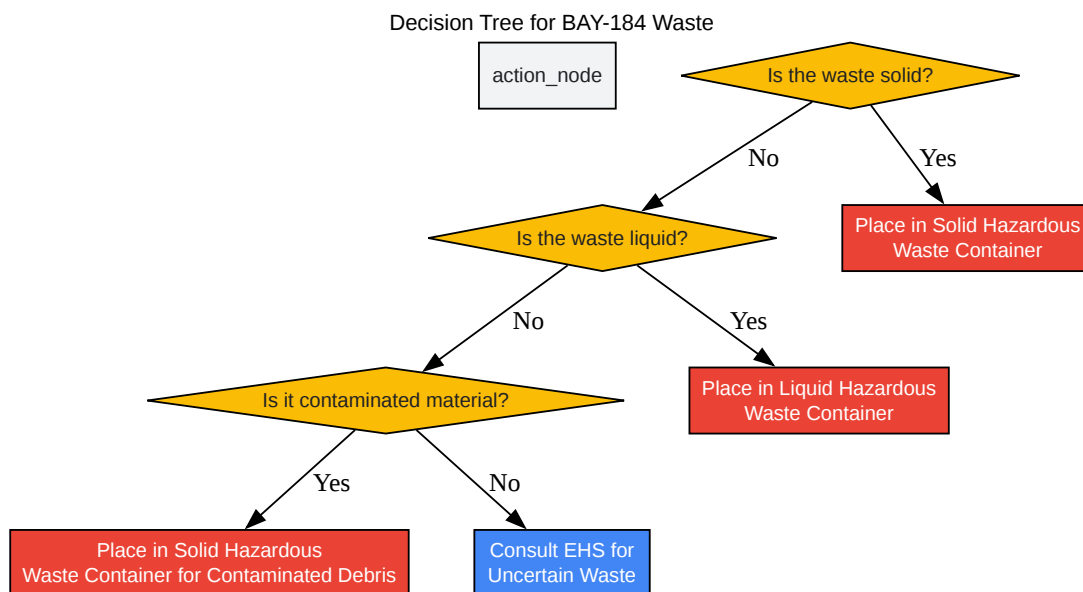 Decision Tree for BAY-184 Waste
action_node
Is the waste solid?
No
Yes
Is the waste liquid?
Place in Solid Hazardous
Waste Container
No
Yes
Is it contaminated material?
Place in Liquid Hazardous
Waste Container
Yes
No
Place in Solid Hazardous
Waste Container for Contaminated Debris
Consult EHS for
Uncertain Waste